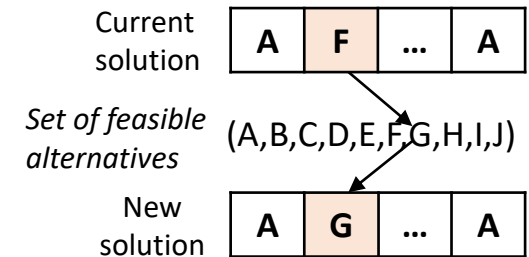 Current
solution
A F ... A
Set of feasible
alternatives
(A,B,C,D,E,F,G,H,I,J)
New
solution
A G ... A